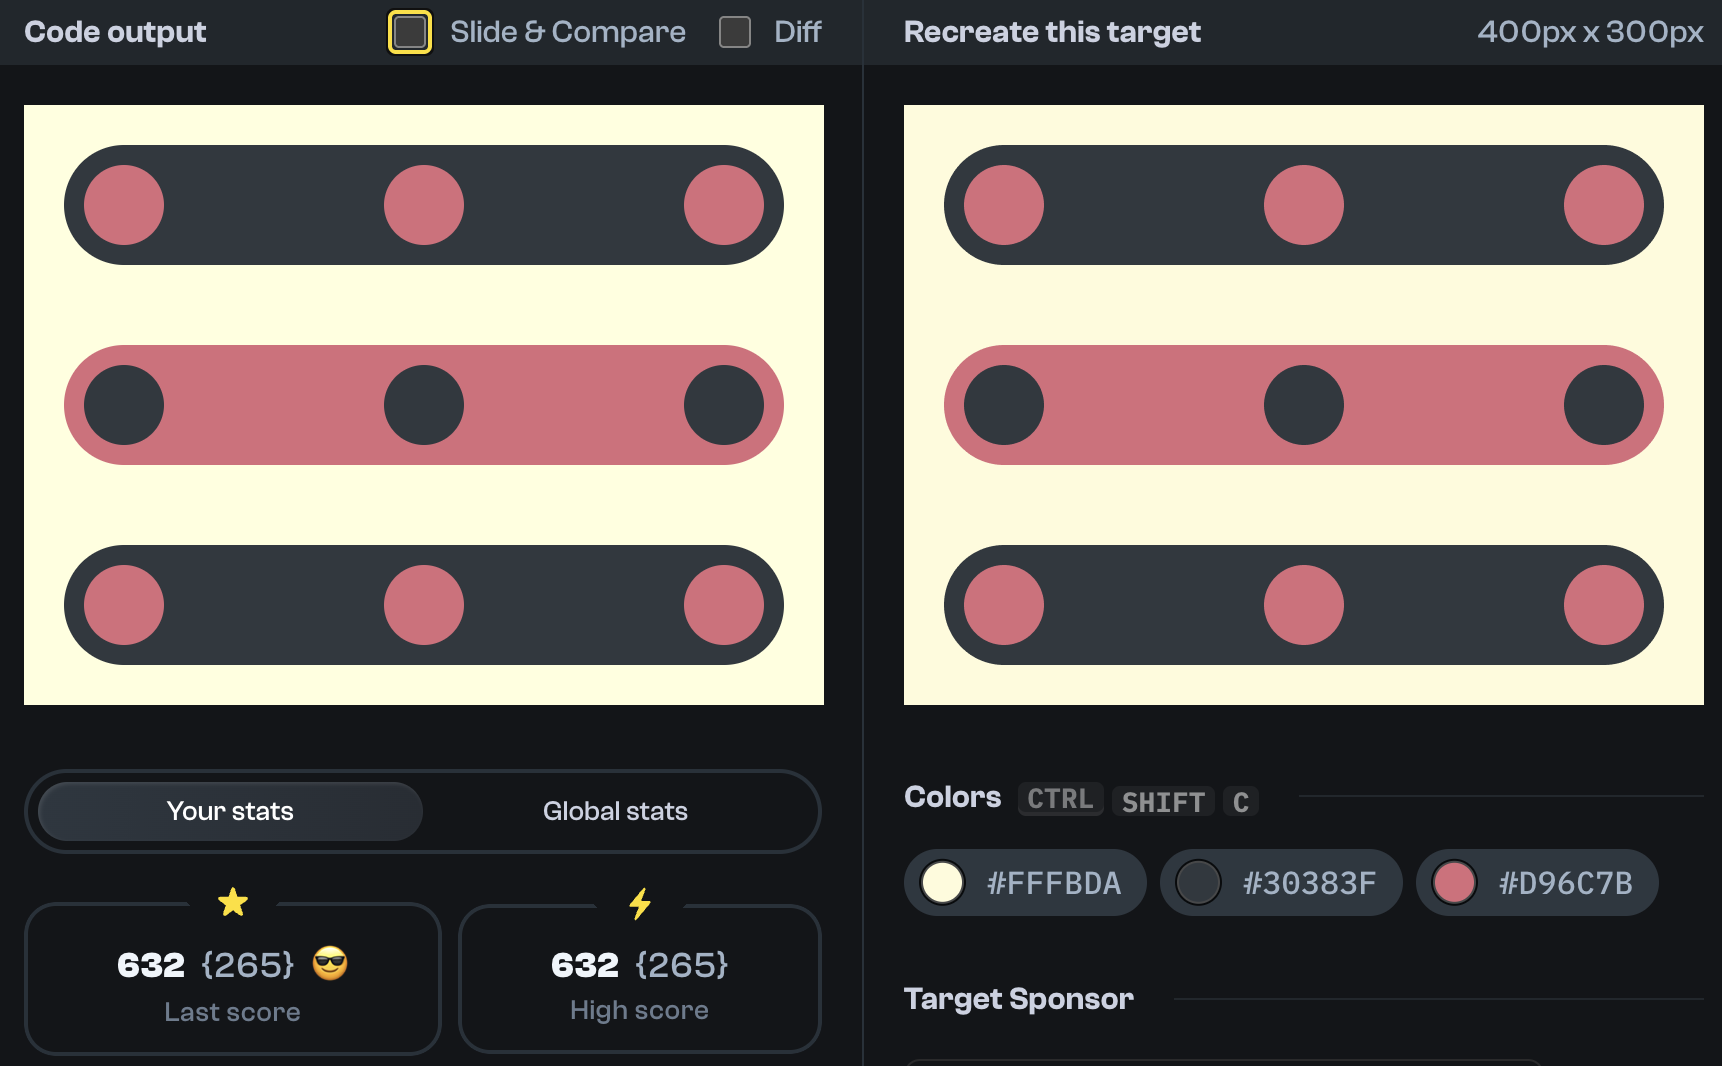 Code output
Slide & Compare
Diff
Recreate this target
400px x 300px
Your stats
Global stats
632 {265} 😎
Last score
632 {265}
High score
Colors CTRL SHIFT C
#FFFBDA
#30383F
#D96C7B
Target Sponsor